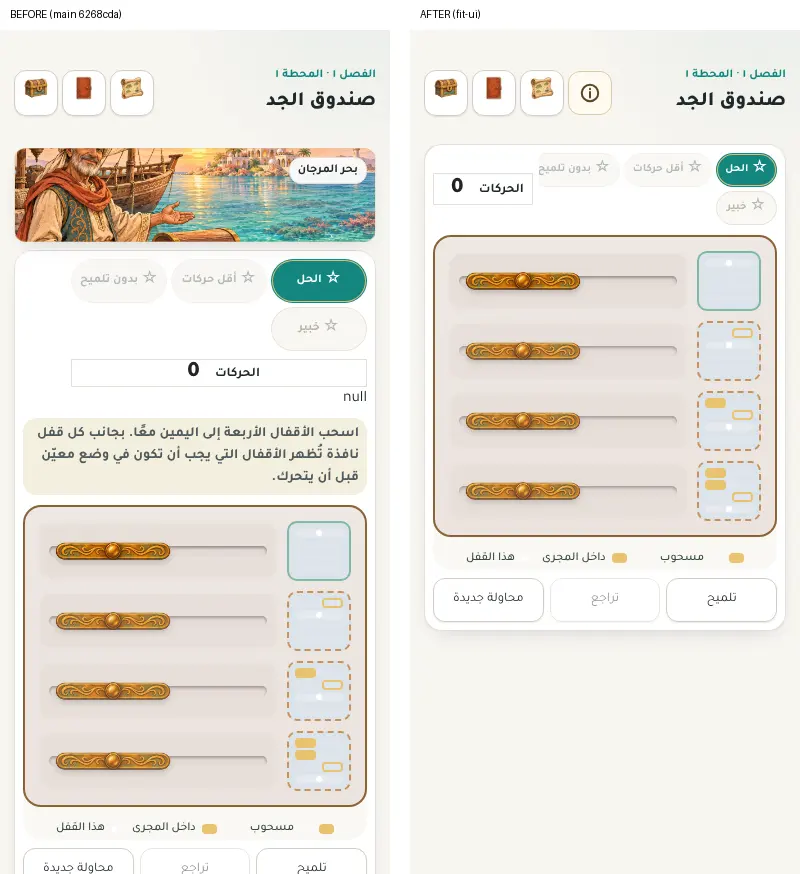 BEFORE (main 6268cda)
الفصل ١ · المحطة ١
صندوق الجد
بحر المرجان
☆ الحل
☆ أقل حركات
☆ بدون تلميح
☆ خبير
الحركات 0
null
اسحب الأقفال الأربعة إلى اليمين معًا. بجانب كل قفل
نافذة تُظهر الأقفال التي يجب أن تكون في وضع معيّن
قبل أن يتحرك.
مسحوب
داخل المجرى
هذا القفل
تلميح
تراجع
محاولة جديدة
AFTER (fit-ui)
الفصل ١ · المحطة ١
صندوق الجد
☆ الحل
☆ أقل حركات
☆ بدون تلميح
☆ خبير
الحركات 0
مسحوب
داخل المجرى
هذا القفل
تلميح
تراجع
محاولة جديدة